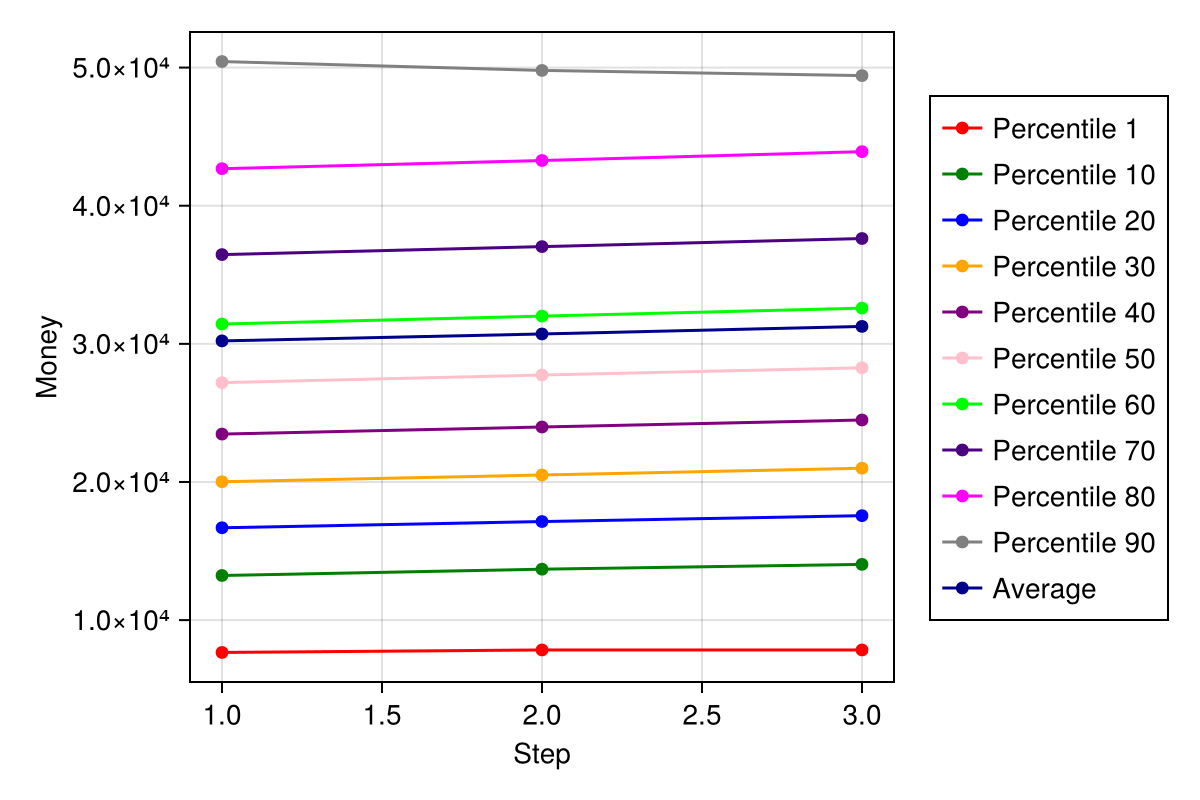 5.0×10⁴
4.0×10⁴
3.0×10⁴
2.0×10⁴
1.0×10⁴
Money
1.0 1.5 2.0 2.5 3.0
Step
Percentile 1
Percentile 10
Percentile 20
Percentile 30
Percentile 40
Percentile 50
Percentile 60
Percentile 70
Percentile 80
Percentile 90
Average